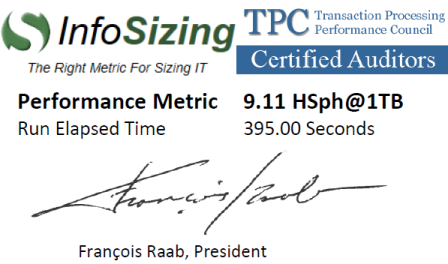 InfoSizing
The Right Metric For Sizing IT
TPC Transaction Processing
Performance Council
Certified Auditors
Performance Metric 9.11 HSph@1TB
Run Elapsed Time 395.00 Seconds
François Raab
François Raab, President